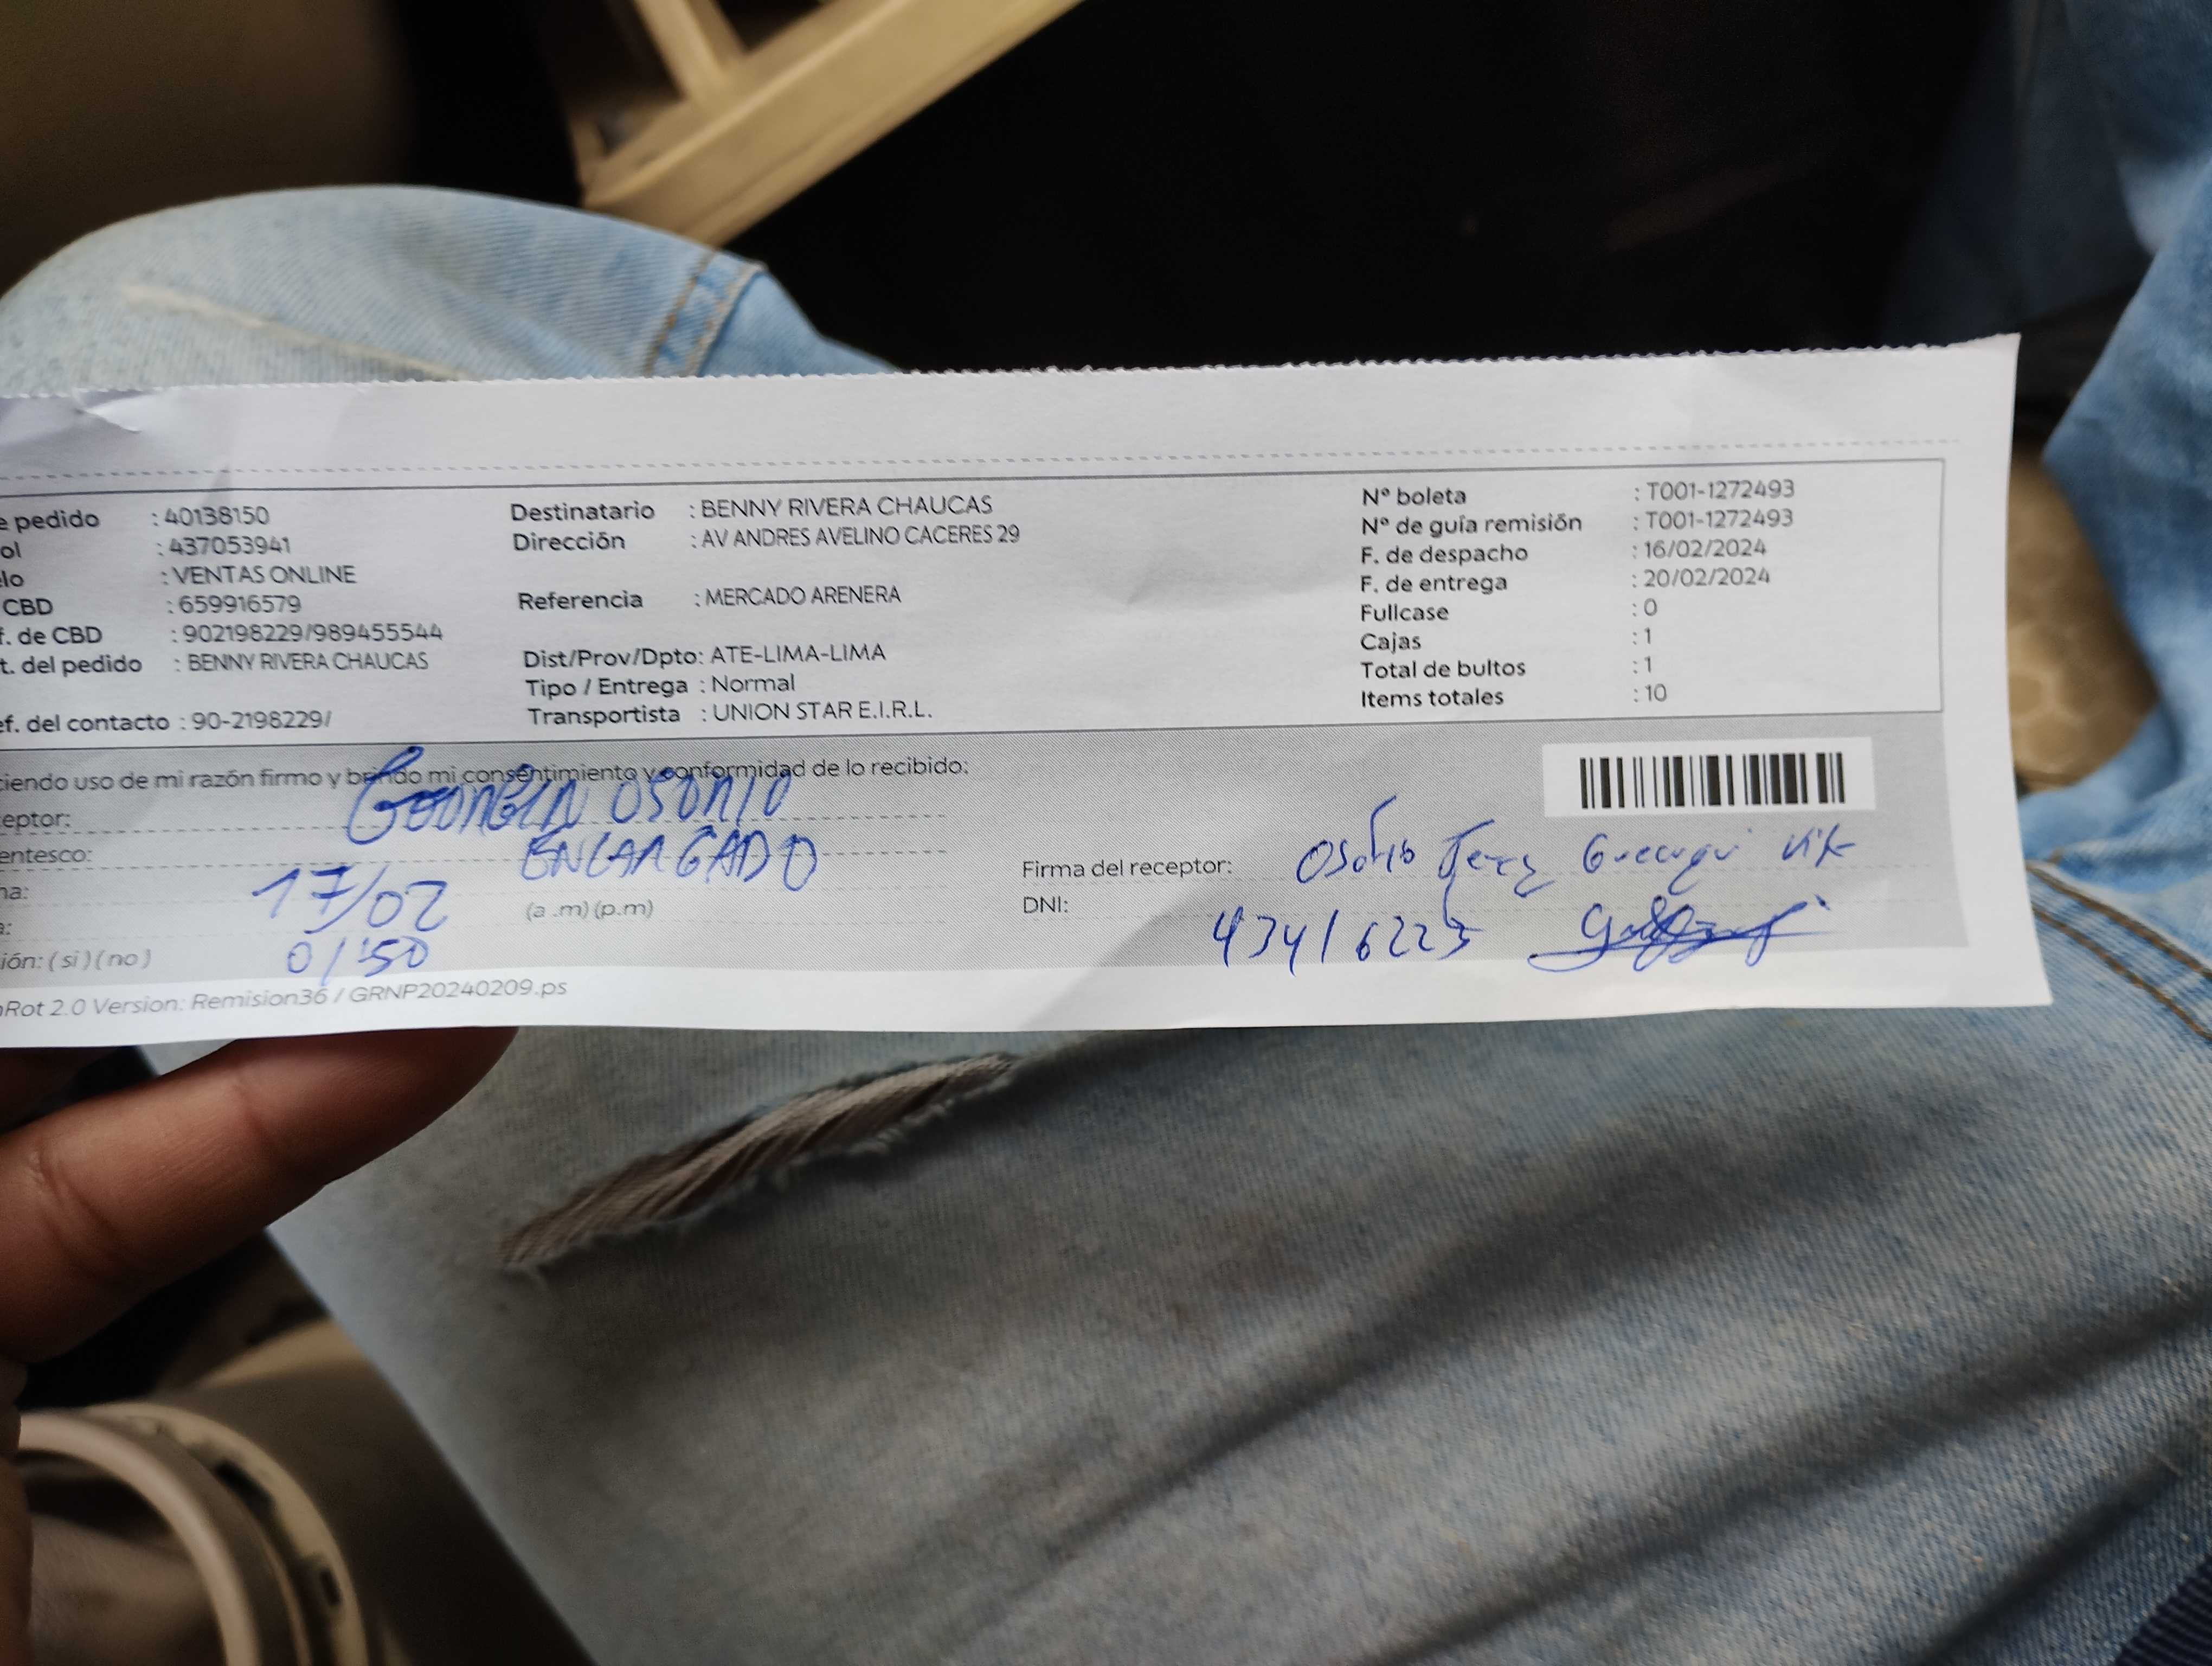 e pedido : 40138150 Destinatario : BENNY RIVERA CHAUCAS Nº boleta : T001-1272493
ol : 437053941 Dirección : AV ANDRES AVELINO CACERES 29 Nº de guía remisión : T001-1272493
lo : VENTAS ONLINE F. de despacho : 16/02/2024
CBD : 659916579 Referencia : MERCADO ARENERA F. de entrega : 20/02/2024
f. de CBD : 902198229/989455544 Fullcase : 0
t. del pedido : BENNY RIVERA CHAUCAS Dist/Prov/Dpto: ATE-LIMA-LIMA Cajas : 1
Tipo / Entrega : Normal Total de bultos : 1
ef. del contacto : 90-2198229/ Transportista : UNION STAR E.I.R.L. Items totales : 10
ciendo uso de mi razón firmo y brindo mi consentimiento y conformidad de lo recibido:
eptor: OSORIO
entesco: ENCARGADO
Firma del receptor: Osorio
na: 17/02 (a .m) (p.m)
DNI: 43416223
a: 01:50
ión: ( si ) ( no )
nRot 2.0 Version: Remision36 / GRNP20240209.ps